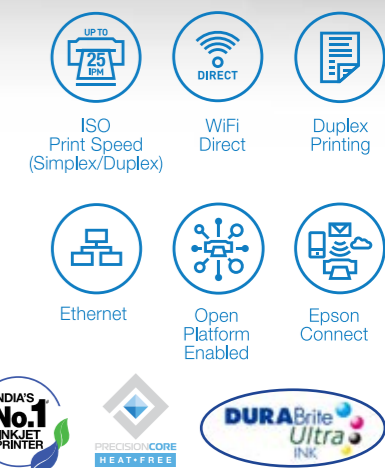 UP TO
25
IPM
DIRECT
ISO
Print Speed
(Simplex/Duplex)
WiFi
Direct
Duplex
Printing
Ethernet
Open
Platform
Enabled
Epson
Connect
NDIA'S
No.1
INKJET
PRINTER
PRECISIONCORE
HEAT•FREE
DURABrite
Ultra
INK